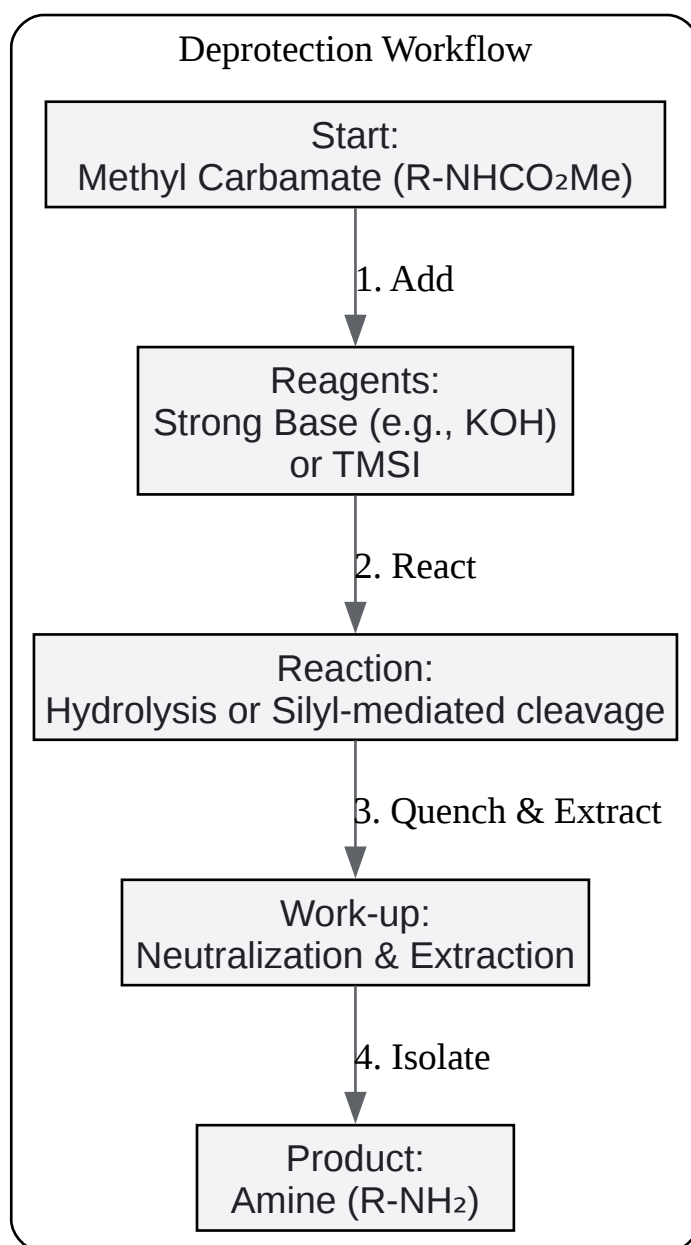 Deprotection Workflow
Start:
Methyl Carbamate (R-NHCO₂Me)
1. Add
Reagents:
Strong Base (e.g., KOH)
or TMSI
2. React
Reaction:
Hydrolysis or Silyl-mediated cleavage
3. Quench & Extract
Work-up:
Neutralization & Extraction
4. Isolate
Product:
Amine (R-NH₂)